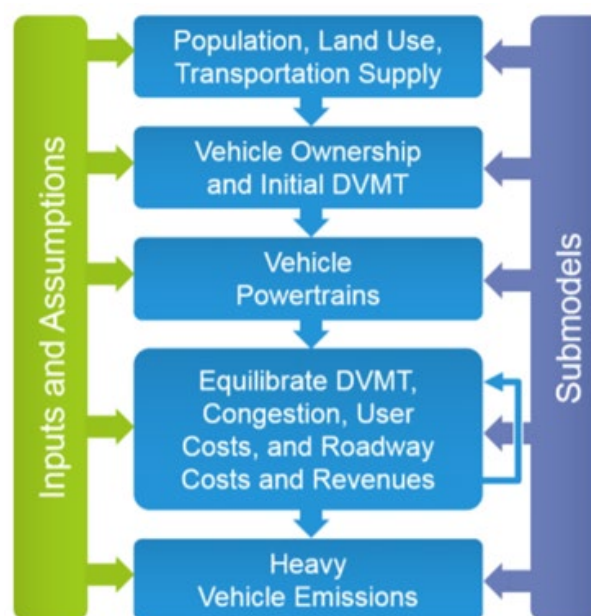 Inputs and Assumptions
Population, Land Use,
Transportation Supply
Vehicle Ownership
and Initial DVMT
Vehicle
Powertrains
Equilibrate DVMT,
Congestion, User
Costs, and Roadway
Costs and Revenues
Heavy
Vehicle Emissions
Submodels